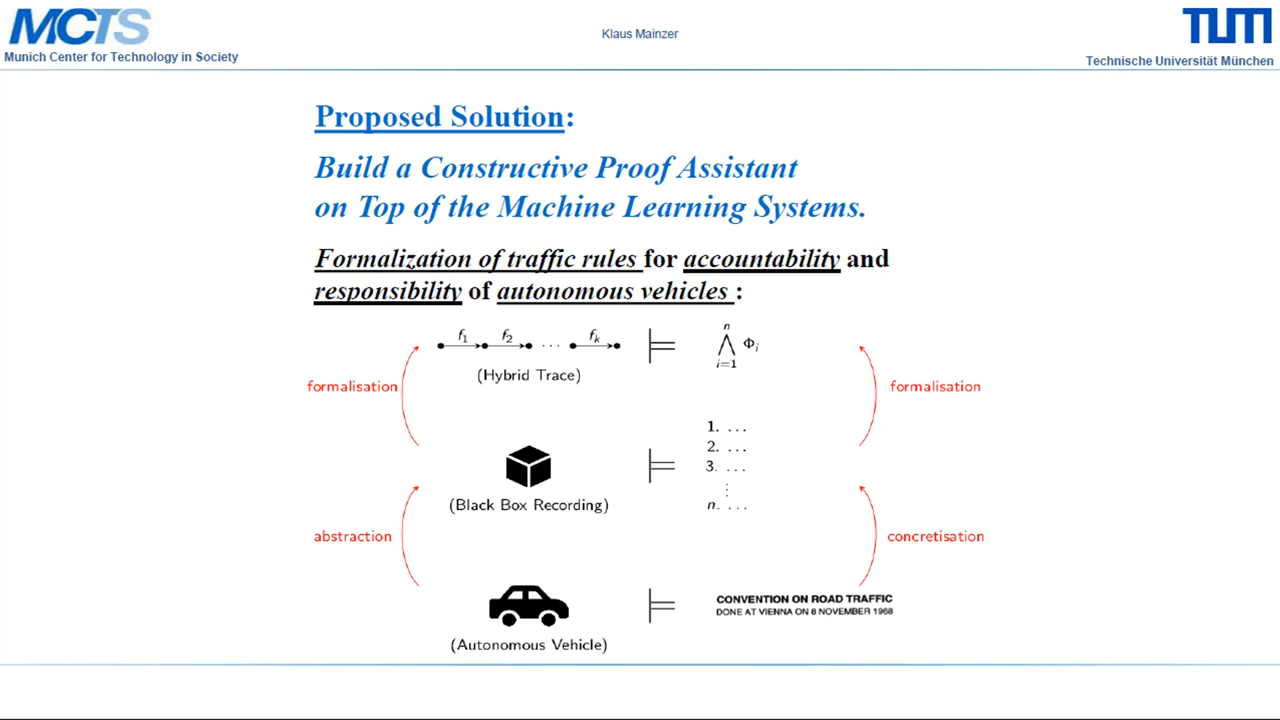 MCTS
Munich Center for Technology in Society
Klaus Mainzer
TUM
Technische Universität München
Proposed Solution:
Build a Constructive Proof Assistant
on Top of the Machine Learning Systems.
Formalization of traffic rules for accountability and
responsibility of autonomous vehicles :
f₁ f₂ ... fₖ ⊨ n ⋀ i=1 Φᵢ
(Hybrid Trace)
formalisation
formalisation
1. ...
2. ...
⊨ 3. ...
⋮
(Black Box Recording) n. ...
abstraction
concretisation
⊨ CONVENTION ON ROAD TRAFFIC
DONE AT VIENNA ON 8 NOVEMBER 1968
(Autonomous Vehicle)